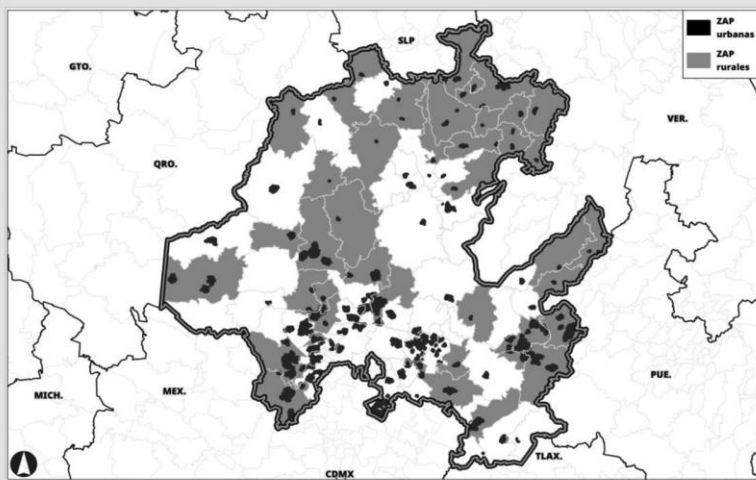 SLP
ZAP
urbanas
ZAP
rurales
GTO.
VER.
QRO.
PUE.
MICH.
MEX.
TLAX.
CDMX